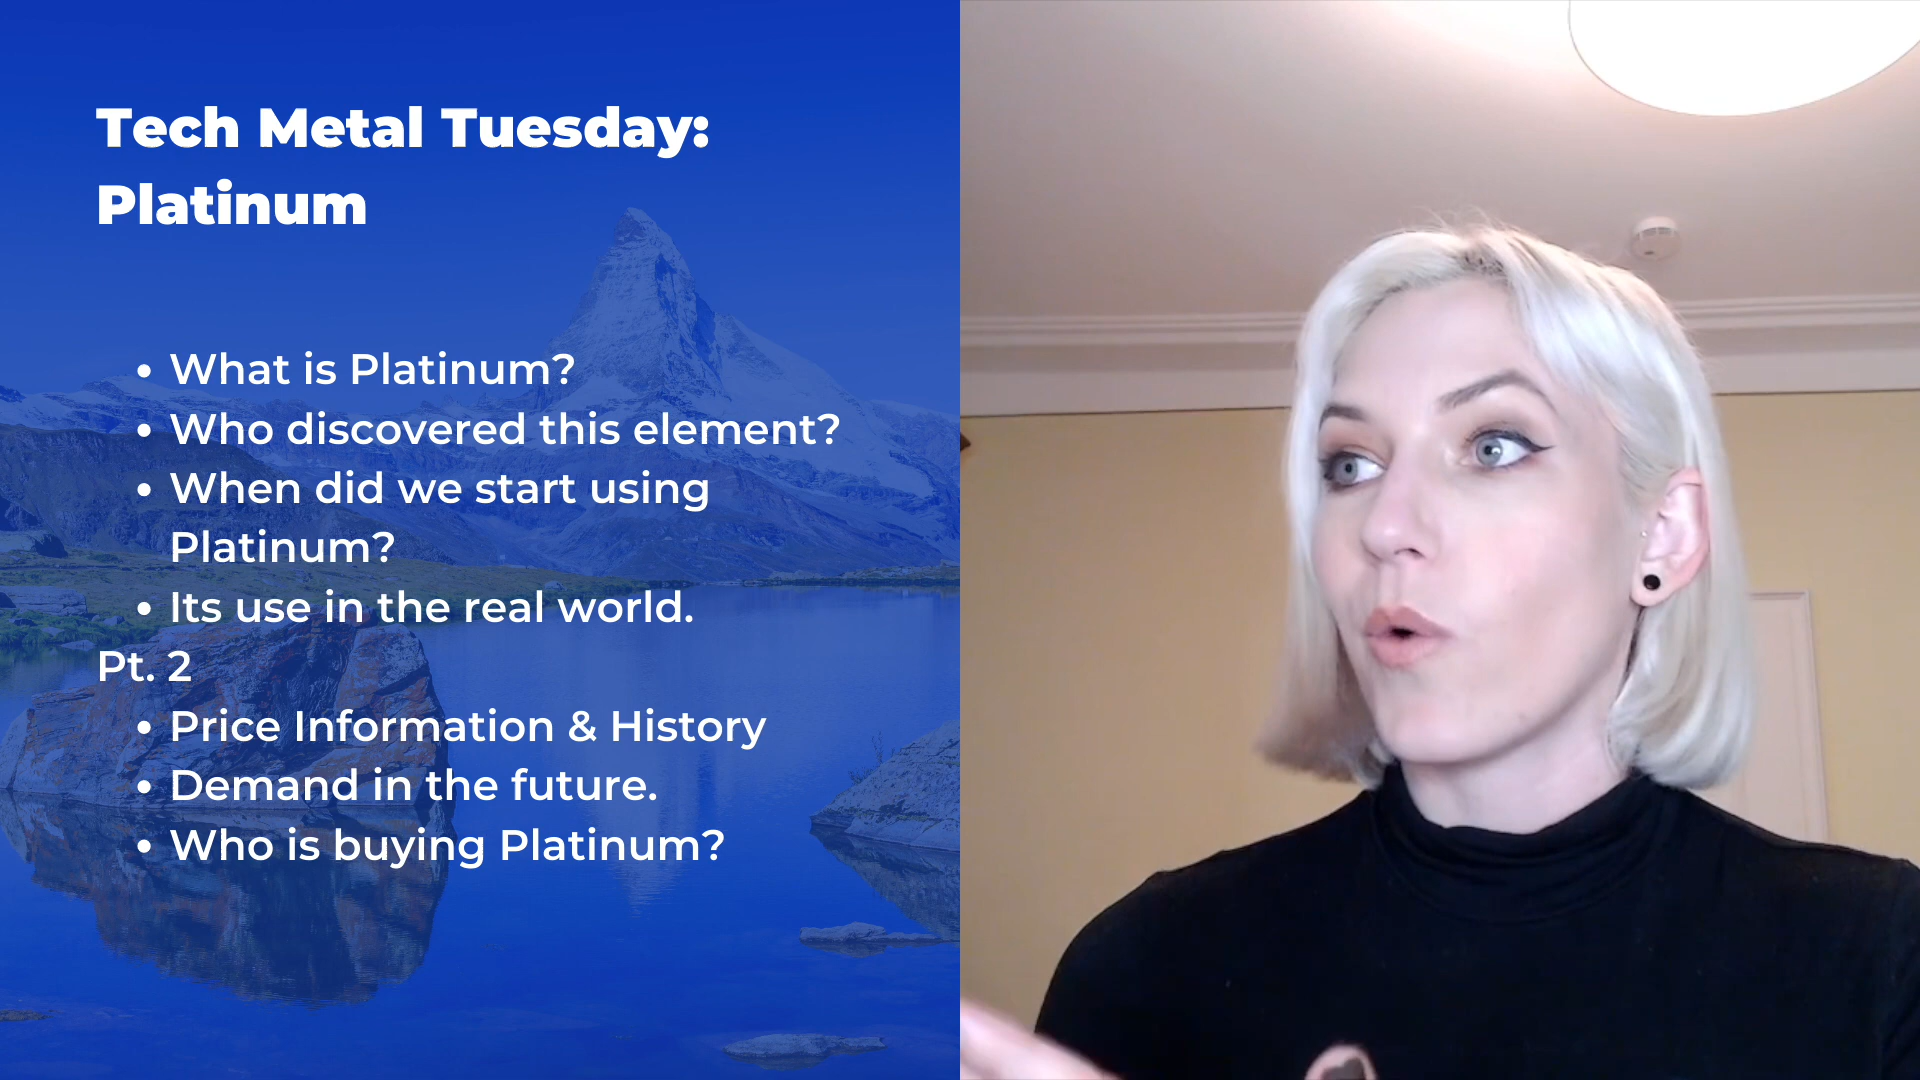 Tech Metal Tuesday:
Platinum
• What is Platinum?
• Who discovered this element?
• When did we start using
Platinum?
• Its use in the real world.
Pt. 2
• Price Information & History
• Demand in the future.
• Who is buying Platinum?